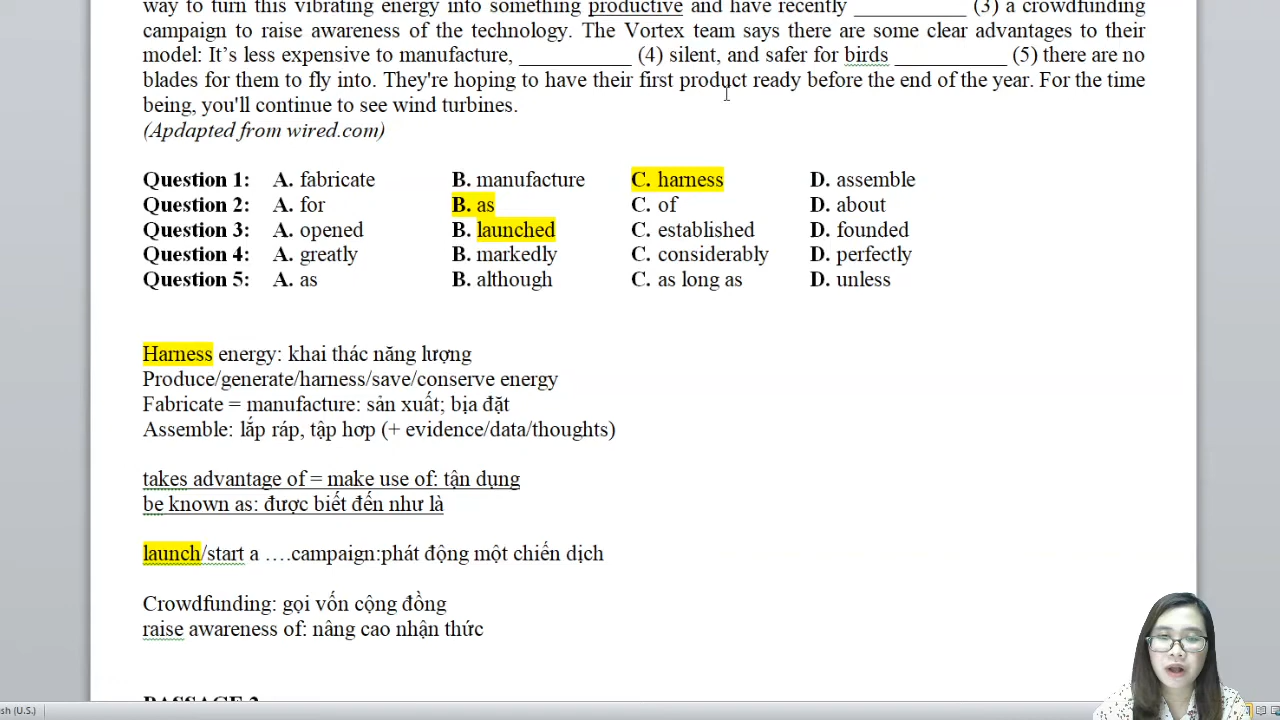 way to turn this vibrating energy into something productive and have recently __________ (3) a crowdfunding
campaign to raise awareness of the technology. The Vortex team says there are some clear advantages to their
model: It's less expensive to manufacture, __________ (4) silent, and safer for birds __________ (5) there are no
blades for them to fly into. They're hoping to have their first product ready before the end of the year. For the time
being, you'll continue to see wind turbines.
(Apdapted from wired.com)
Question 1: A. fabricate B. manufacture C. harness D. assemble
Question 2: A. for B. as C. of D. about
Question 3: A. opened B. launched C. established D. founded
Question 4: A. greatly B. markedly C. considerably D. perfectly
Question 5: A. as B. although C. as long as D. unless
Harness energy: khai thác năng lượng
Produce/generate/harness/save/conserve energy
Fabricate = manufacture: sản xuất; bịa đặt
Assemble: lắp ráp, tập hơp (+ evidence/data/thoughts)
takes advantage of = make use of: tận dụng
be known as: được biết đến như là
launch/start a ….campaign:phát động một chiến dịch
Crowdfunding: gọi vốn cộng đồng
raise awareness of: nâng cao nhận thức
PASSAGE 2
sh (U.S.)